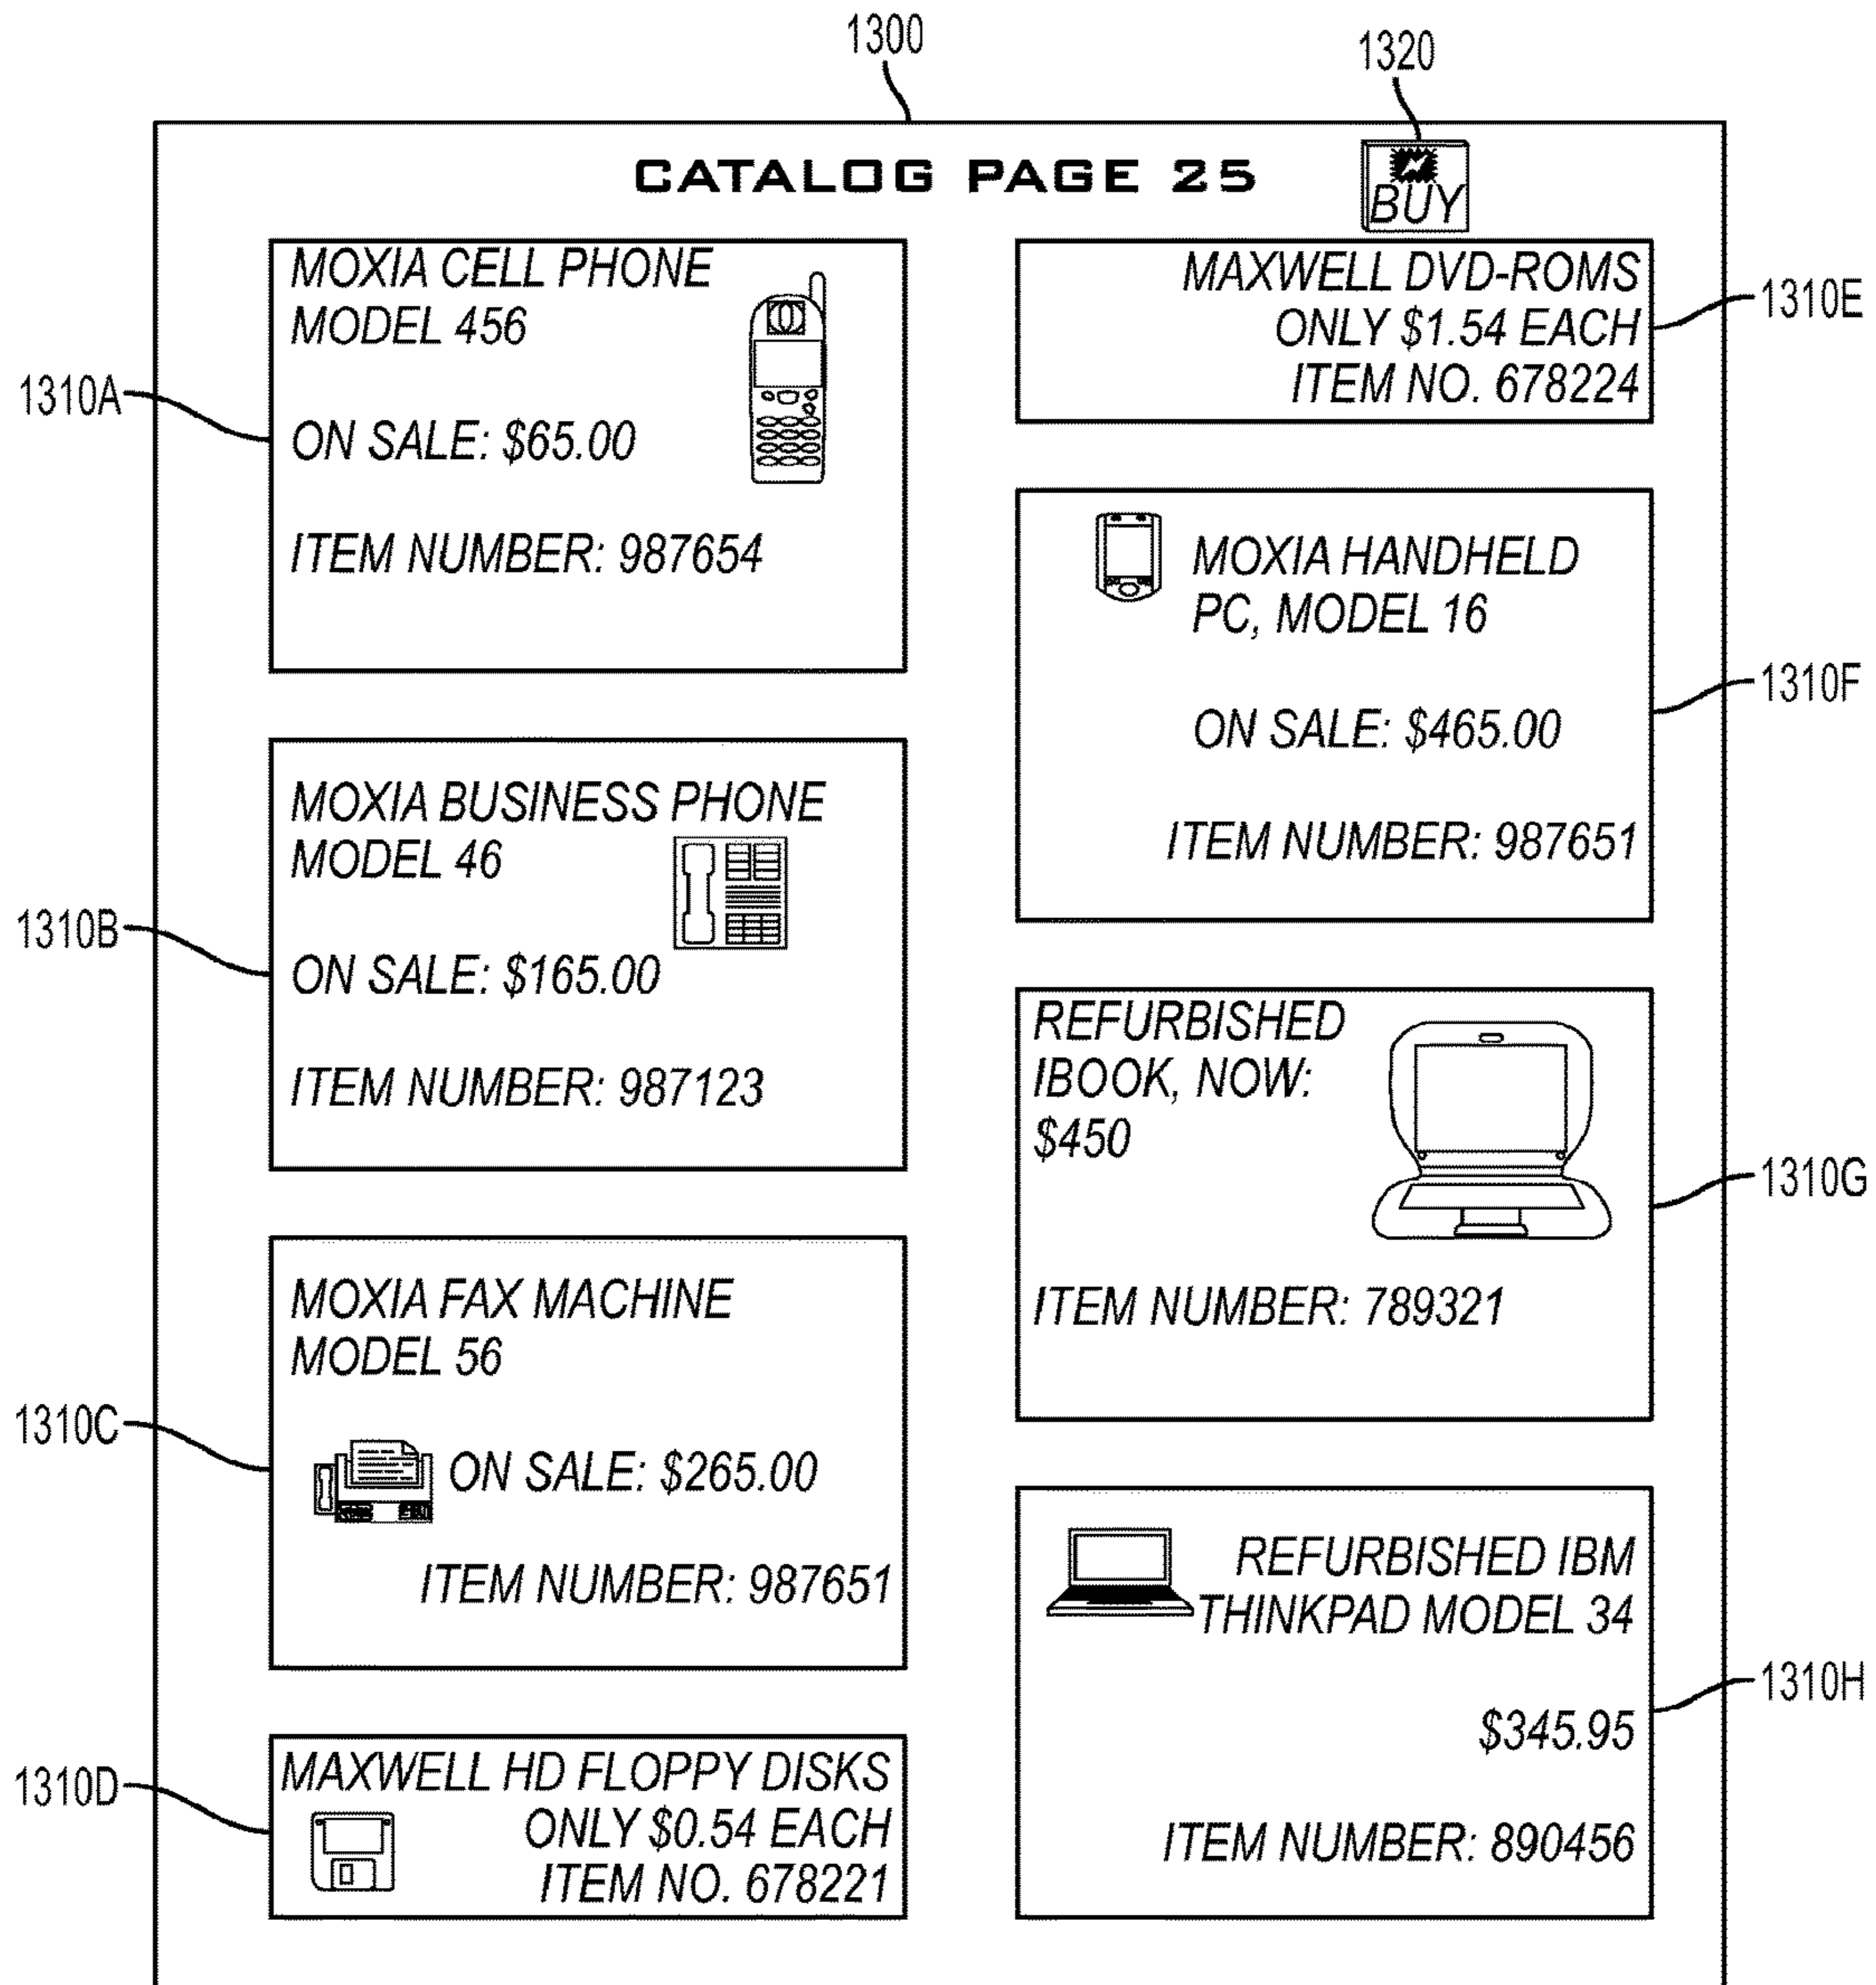 1300
1320
CATALOG PAGE 25
BUY
1310A
MOXIA CELL PHONE
MODEL 456
ON SALE: $65.00
ITEM NUMBER: 987654
1310B
MOXIA BUSINESS PHONE
MODEL 46
ON SALE: $165.00
ITEM NUMBER: 987123
1310C
MOXIA FAX MACHINE
MODEL 56
ON SALE: $265.00
ITEM NUMBER: 987651
1310D
MAXWELL HD FLOPPY DISKS
ONLY $0.54 EACH
ITEM NO. 678221
MAXWELL DVD-ROMS
ONLY $1.54 EACH
ITEM NO. 678224
1310E
MOXIA HANDHELD
PC, MODEL 16
ON SALE: $465.00
ITEM NUMBER: 987651
1310F
REFURBISHED
IBOOK, NOW:
$450
ITEM NUMBER: 789321
1310G
REFURBISHED IBM
THINKPAD MODEL 34
$345.95
ITEM NUMBER: 890456
1310H